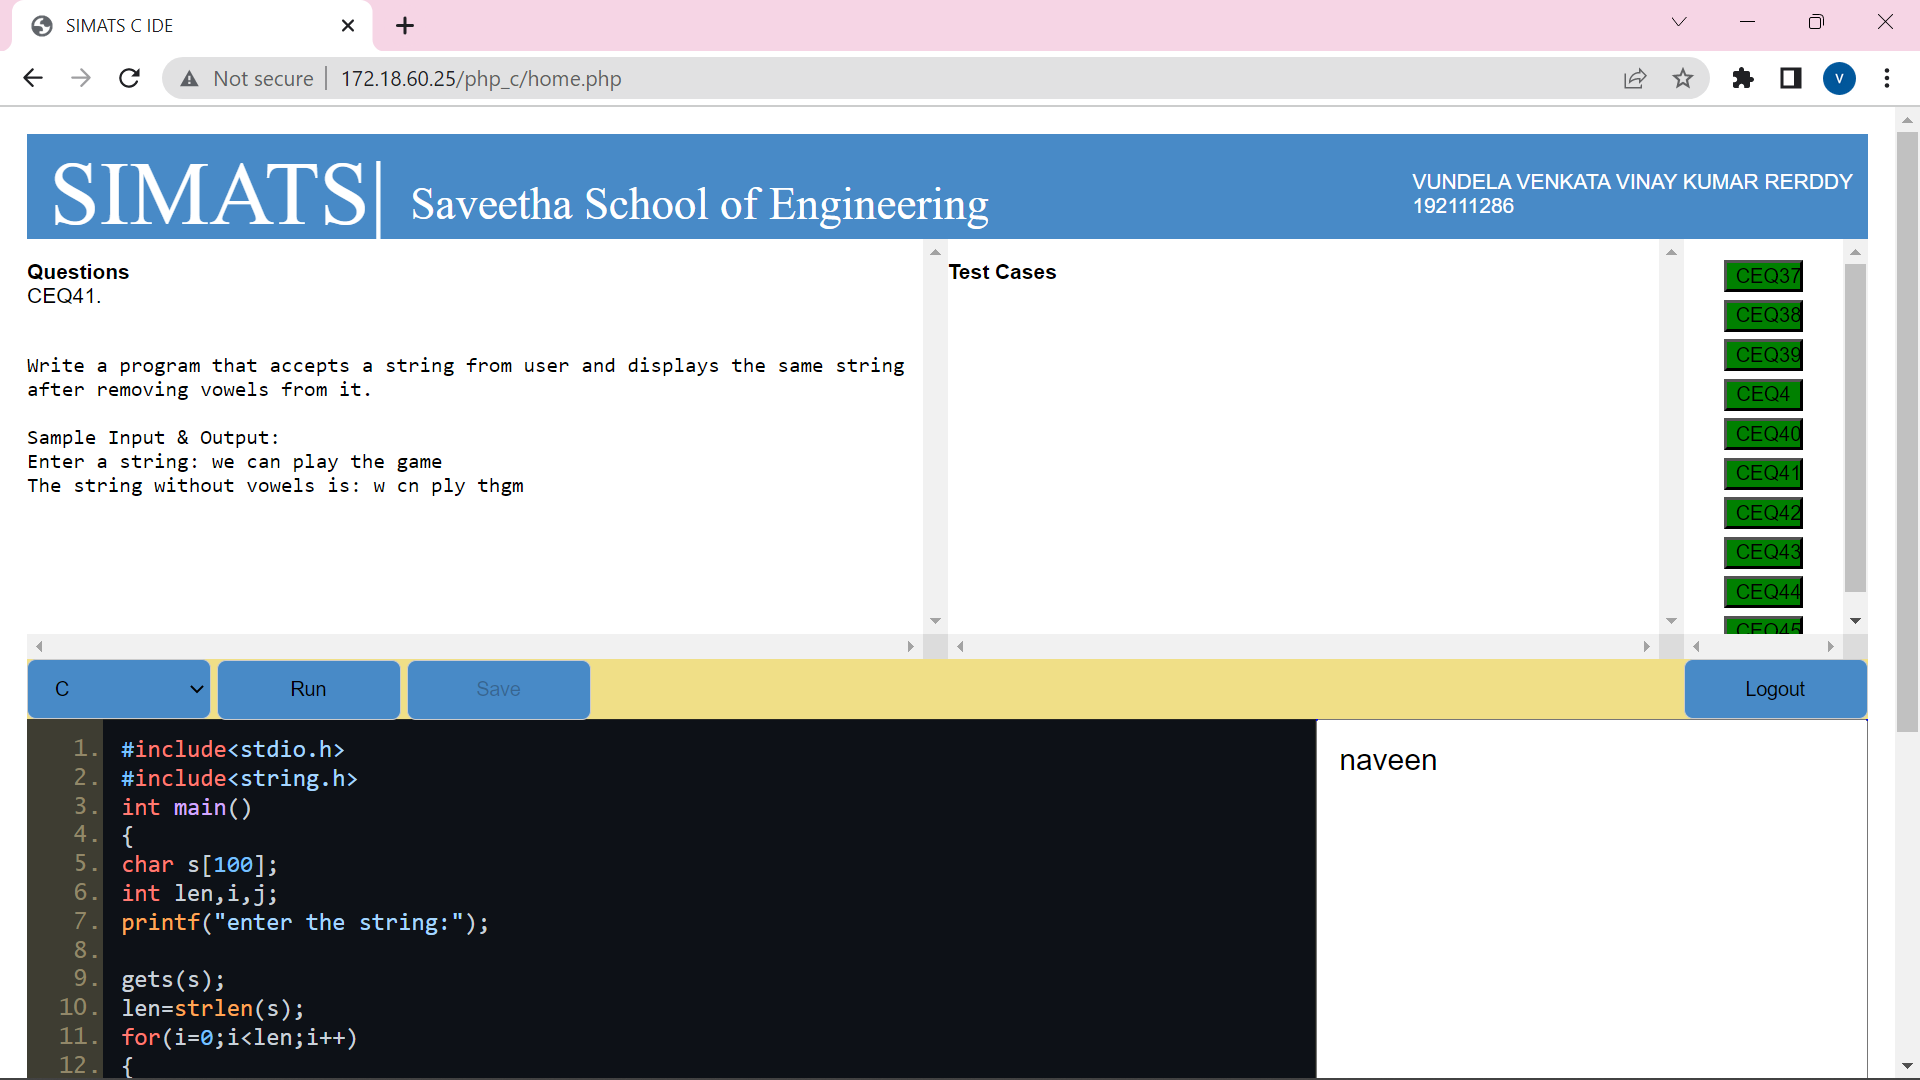 SIMATS C IDE
Not secure
172.18.60.25/php_c/home.php
V
SIMATS|
Saveetha School of Engineering
VUNDELA VENKATA VINAY KUMAR RERDDY
192111286
Questions
CEQ41.
Write a program that accepts a string from user and displays the same string
after removing vowels from it.
Sample Input & Output:
Enter a string: we can play the game
The string without vowels is: w cn ply thgm
Test Cases
CEQ37
CEQ38
CEQ39
CEQ4
CEQ40
CEQ41
CEQ42
CEQ43
CEQ44
CEQ45
C
Run
Save
Logout
1. #include<stdio.h>
2. #include<string.h>
3. int main()
4. {
5. char s[100];
6. int len,i,j;
7. printf("enter the string:");
8.
9. gets(s);
10. len=strlen(s);
11. for(i=0;i<len;i++)
12. {
naveen